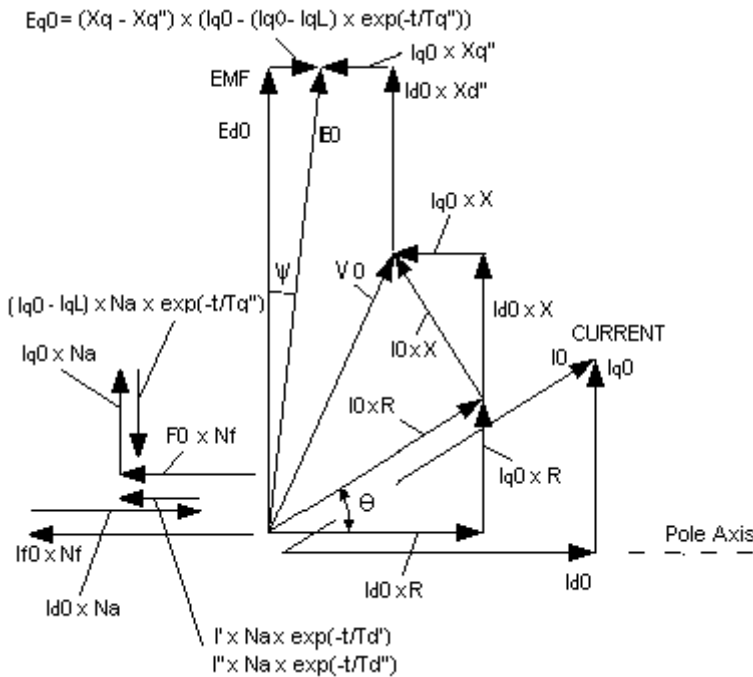 Eq0 = (Xq - Xq") x (Iq0 - (Iq0 - IqL) x exp(-t/Tq"))
Iq0 x Xq"
EMF
Id0 x Xd"
Ed0
E0
Iq0 x X
Ψ
V0
(Iq0 - IqL) x Na x exp(-t/Tq")
Id0 x X
I0 x X
CURRENT
Iq0 x Na
I0
Iq0
I0 x R
F0 x Nf
Iq0 x R
Θ
Pole Axis
If0 x Nf
Id0 x R
Id0
Id0 x Na
I' x Na x exp(-t/Td')
I" x Na x exp(-t/Td")